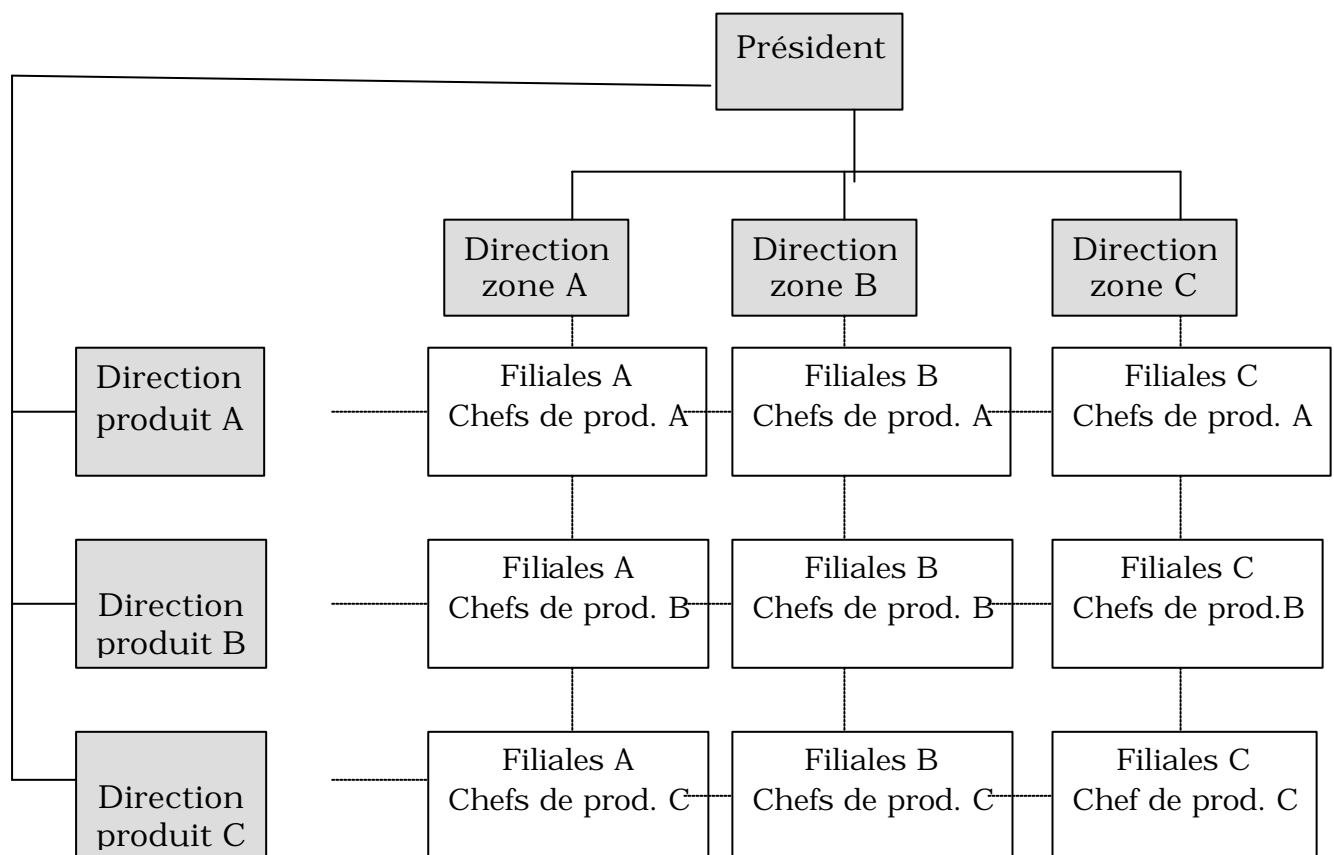 Président
Direction
zone A
Direction
zone B
Direction
zone C
Direction
produit A
Filiales A
Chefs de prod. A
Filiales B
Chefs de prod. A
Filiales C
Chefs de prod. A
Direction
produit B
Filiales A
Chefs de prod. B
Filiales B
Chefs de prod. B
Filiales C
Chefs de prod.B
Direction
produit C
Filiales A
Chefs de prod. C
Filiales B
Chefs de prod. C
Filiales C
Chef de prod. C